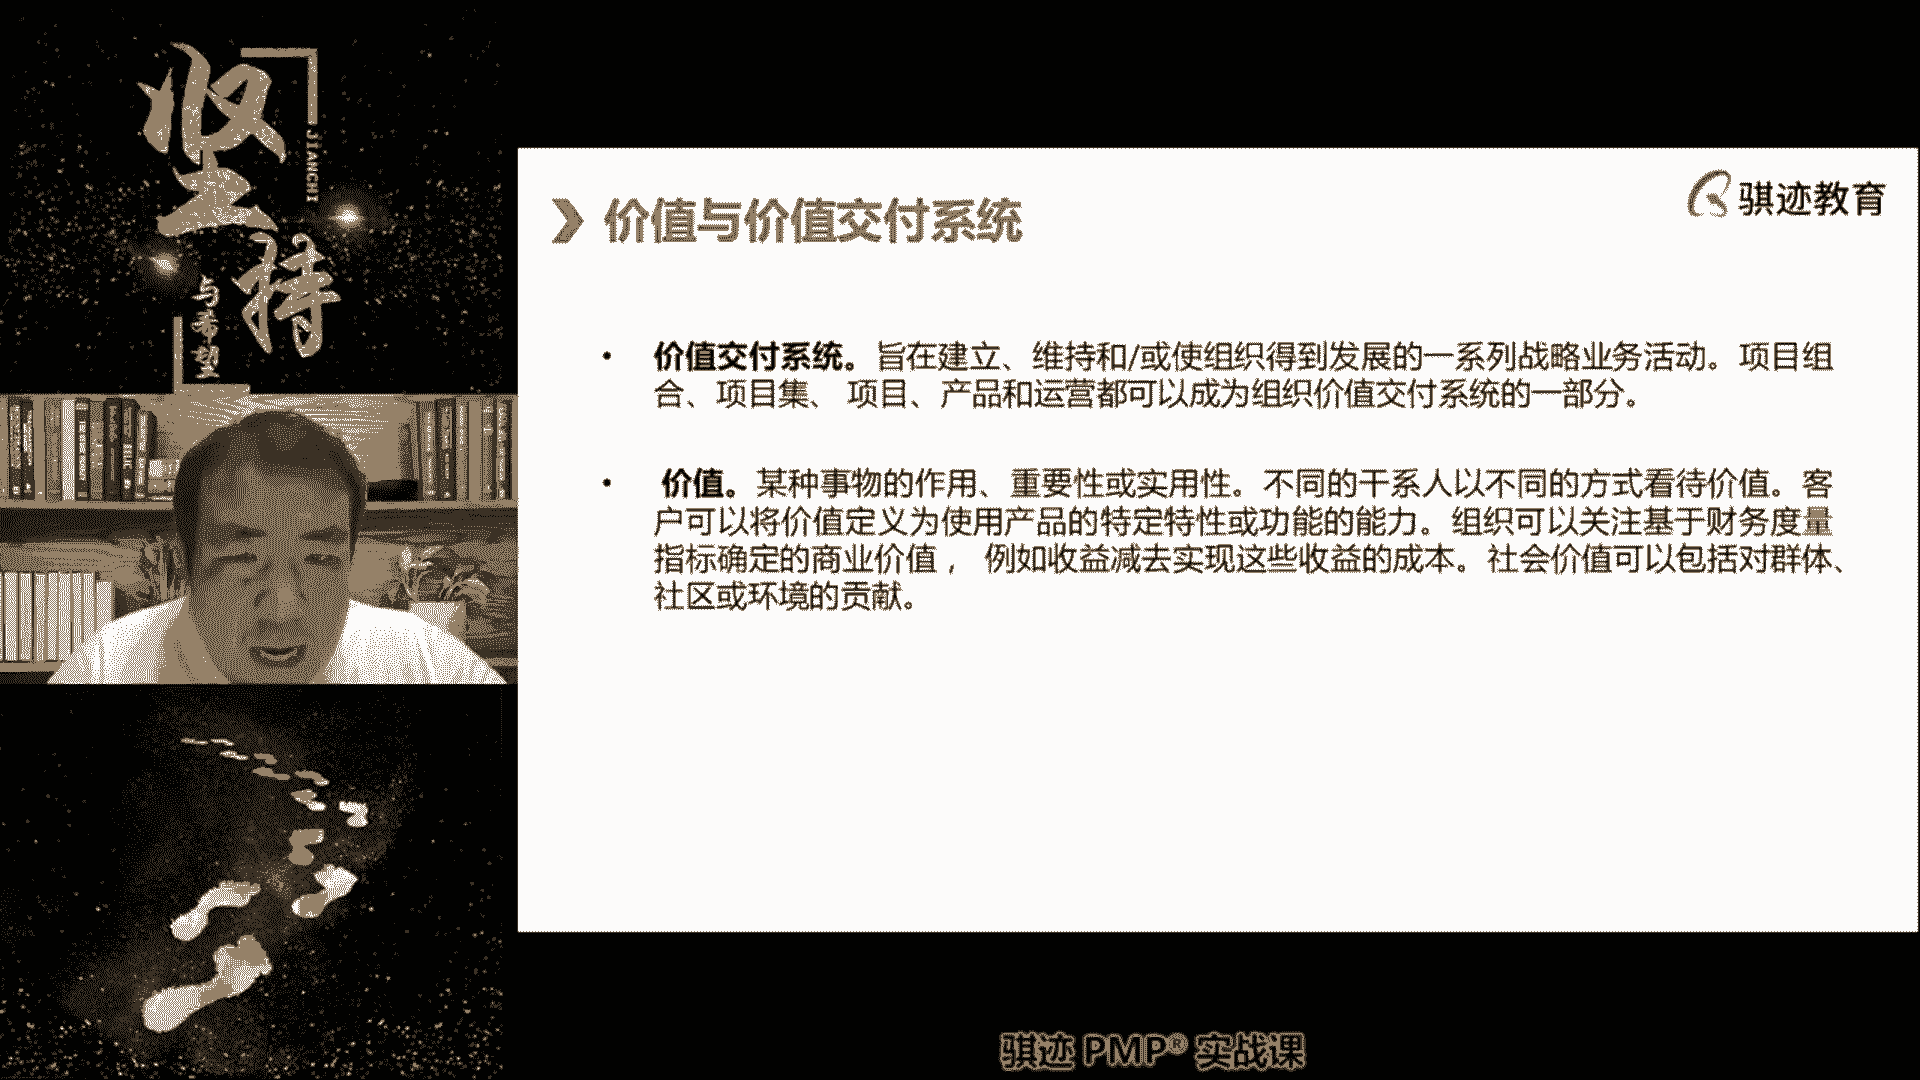 坚持
JIANCHI
与希望
骐迹教育
价值与价值交付系统
• 价值交付系统。旨在建立、维持和/或使组织得到发展的一系列战略业务活动。项目组
合、项目集、 项目、产品和运营都可以成为组织价值交付系统的一部分。
• 价值。某种事物的作用、重要性或实用性。不同的干系人以不同的方式看待价值。客
户可以将价值定义为使用产品的特定特性或功能的能力。组织可以关注基于财务度量
指标确定的商业价值， 例如收益减去实现这些收益的成本。社会价值可以包括对群体、
社区或环境的贡献。
骐迹 PMP® 实战课